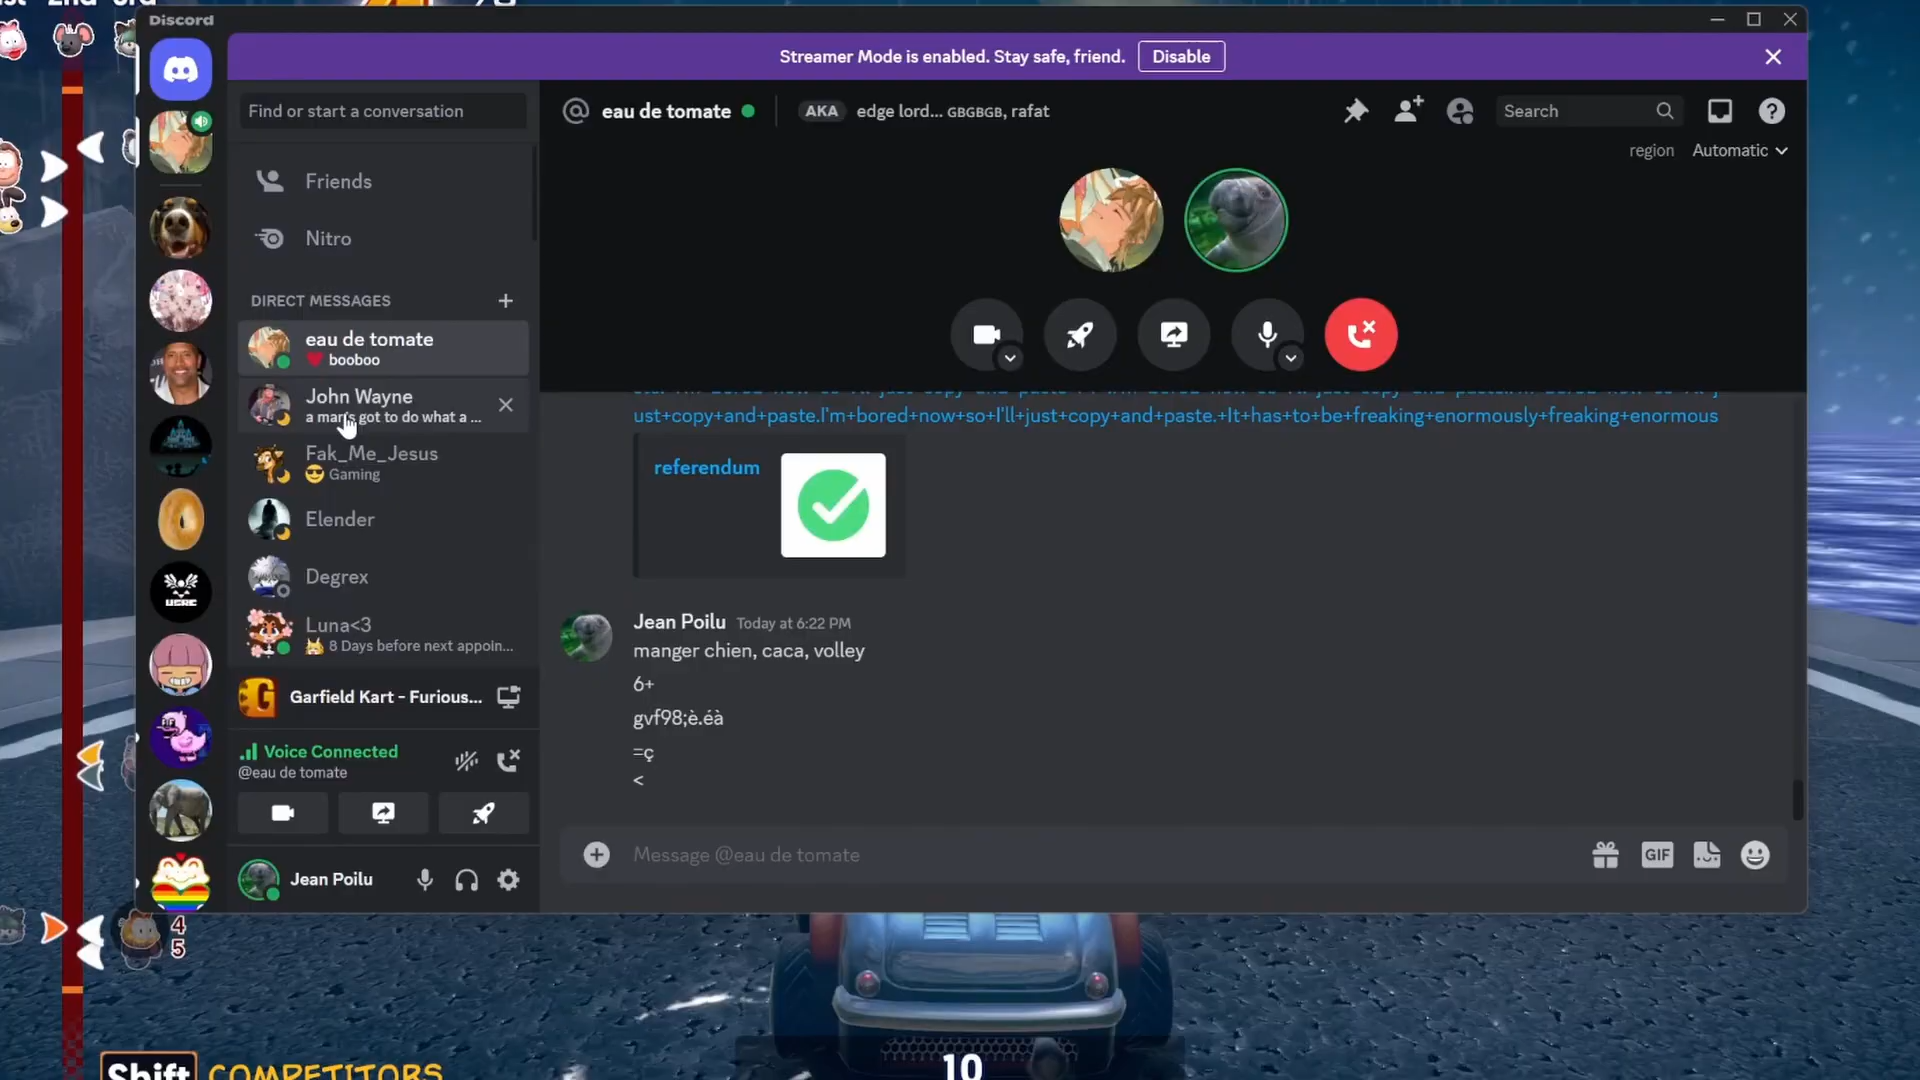 Discord
Streamer Mode is enabled. Stay safe, friend.
Disable
Find or start a conversation
eau de tomate
AKA
edge lord... GBGBGB, rafat
Search
region
Automatic
Friends
Nitro
DIRECT MESSAGES
eau de tomate
booboo
John Wayne
a man's got to do what a ...
Fak_Me_Jesus
Gaming
Elender
Degrex
Luna<3
8 Days before next appoin...
Garfield Kart - Furious...
Voice Connected
@eau de tomate
Jean Poilu
ust+copy+and+paste.I'm+bored+now+so+I'll+just+copy+and+paste.+It+has+to+be+freaking+enormously+freaking+enormous
referendum
Jean Poilu Today at 6:22 PM
manger chien, caca, volley
6+
gvf98;è.éà
=ç
<
Message @eau de tomate
GIF
4
5
Shift COMPETITORS
10